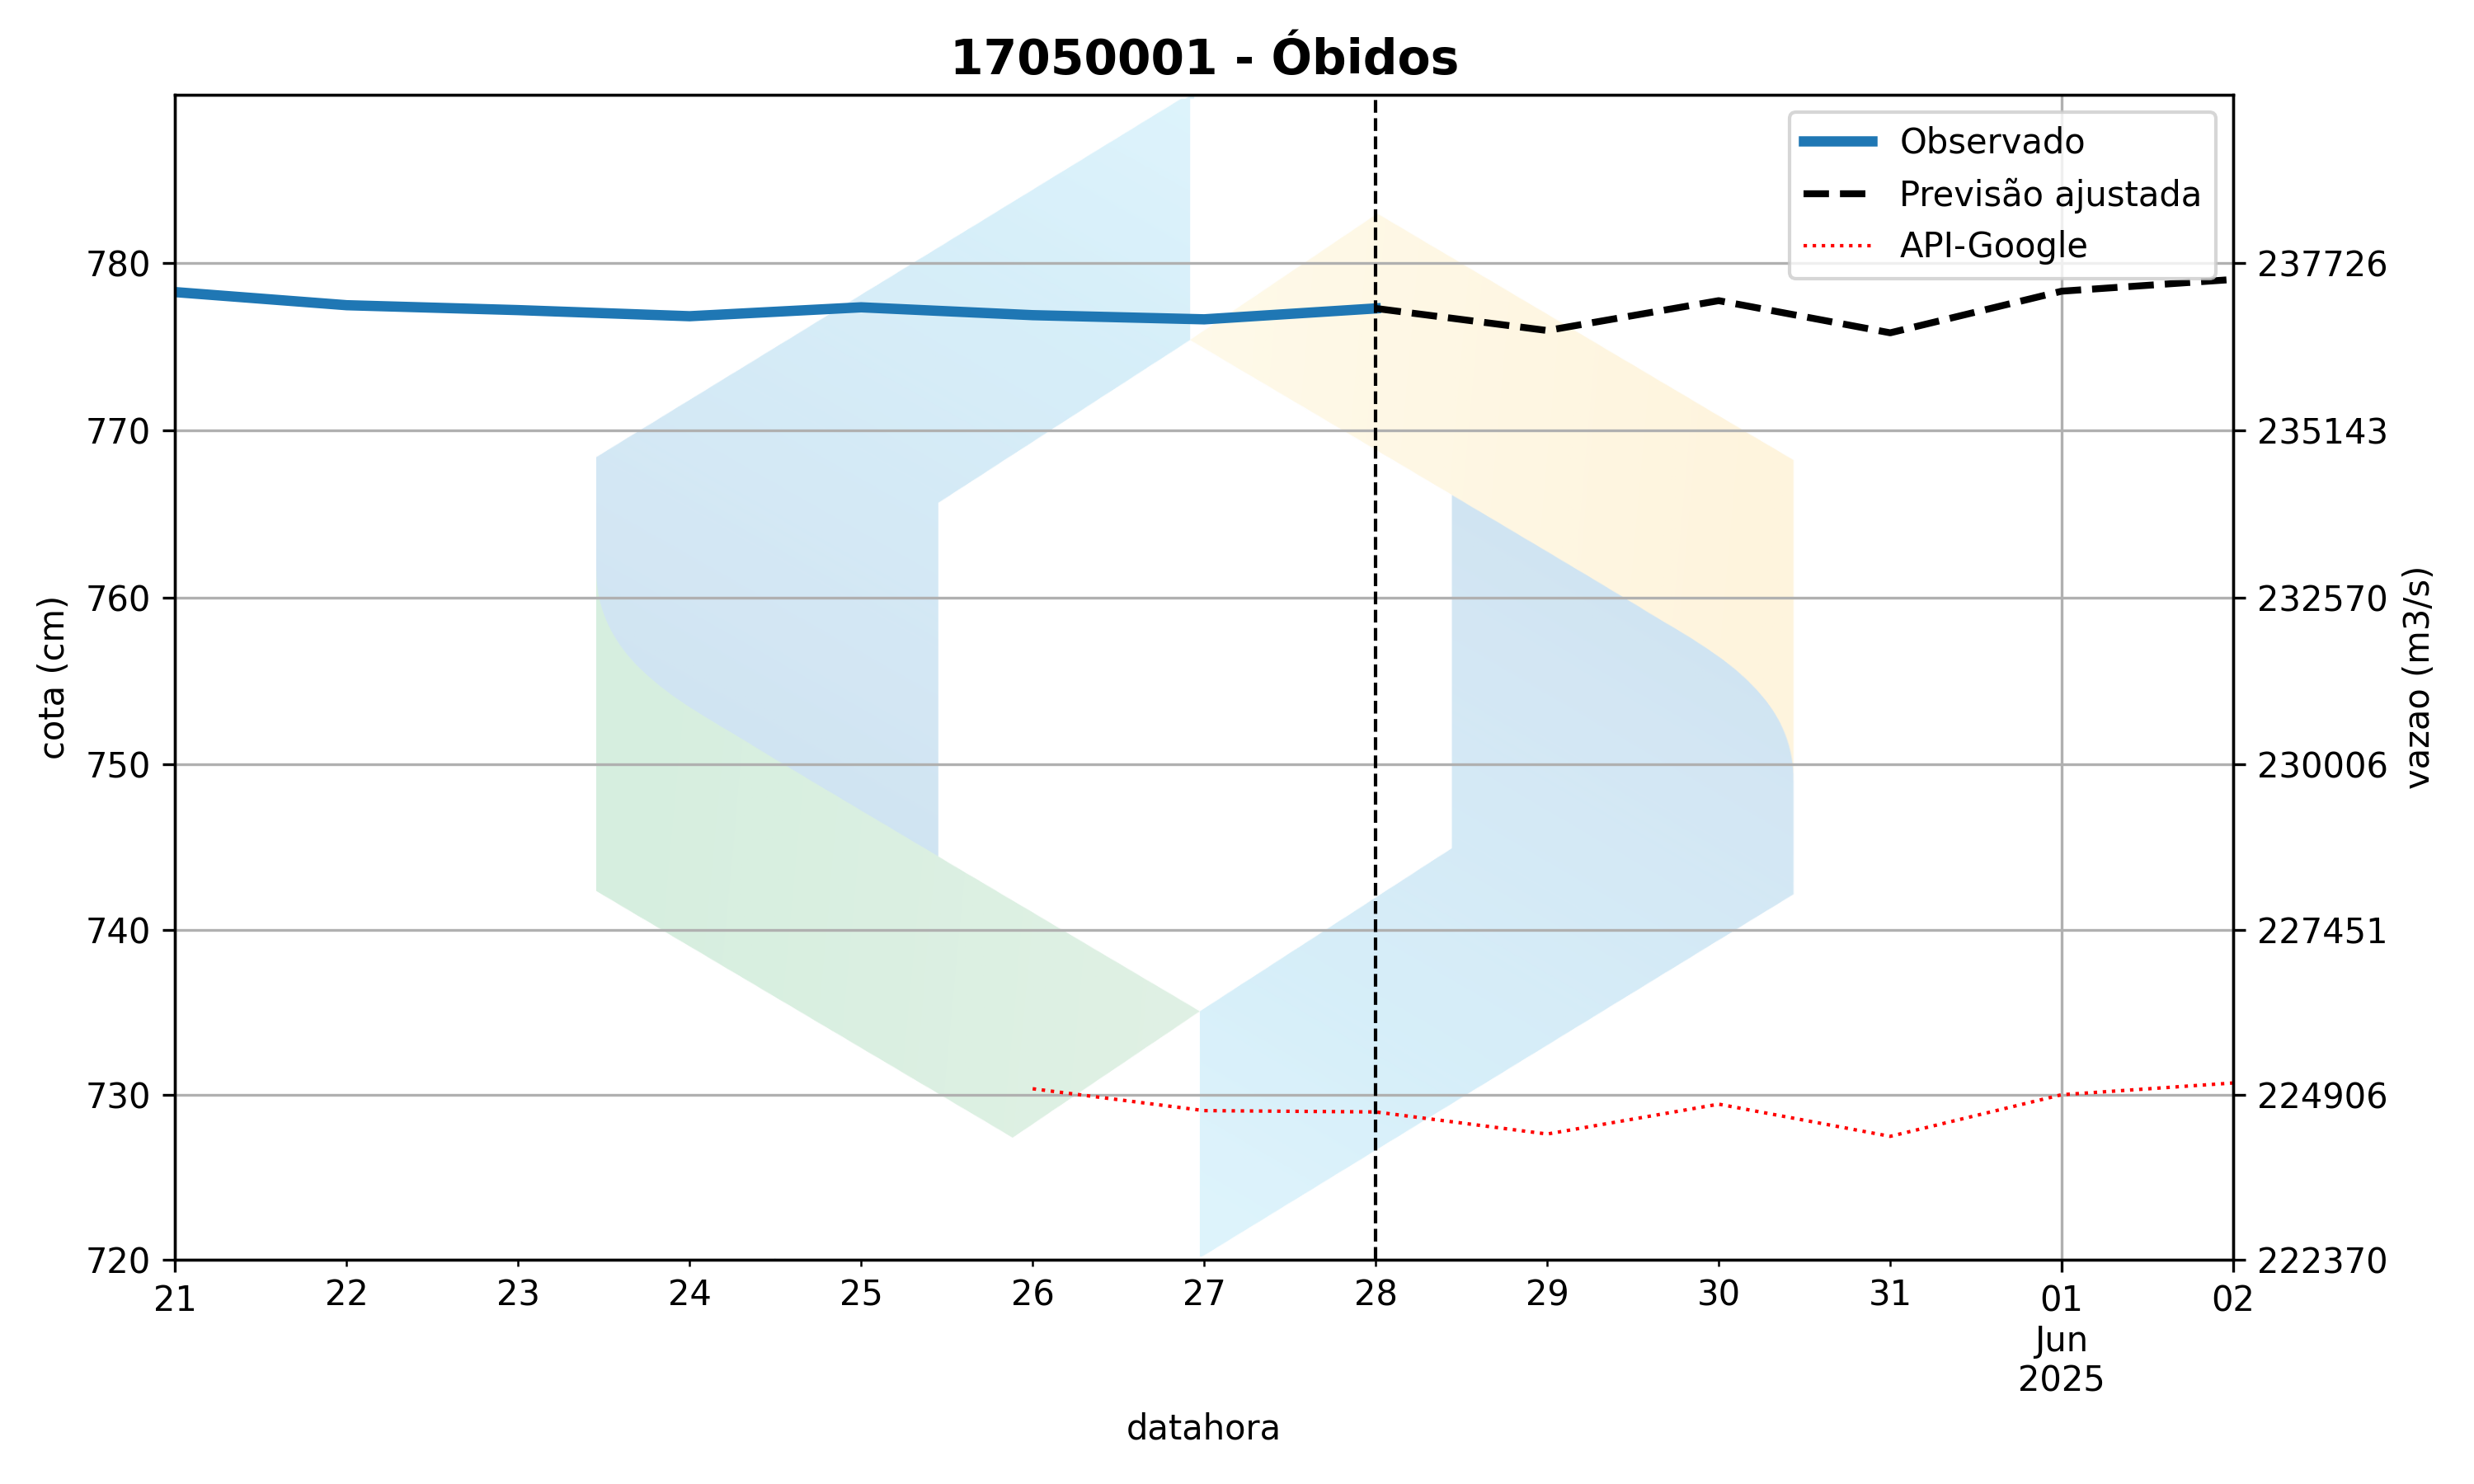 17050001 - Óbidos
Observado
Previsão ajustada
API-Google
780
770
760
750
740
730
720
cota (cm)
237726
235143
232570
230006
227451
224906
222370
vazao (m3/s)
21 22 23 24 25 26 27 28 29 30 31 01 02
Jun
2025
datahora